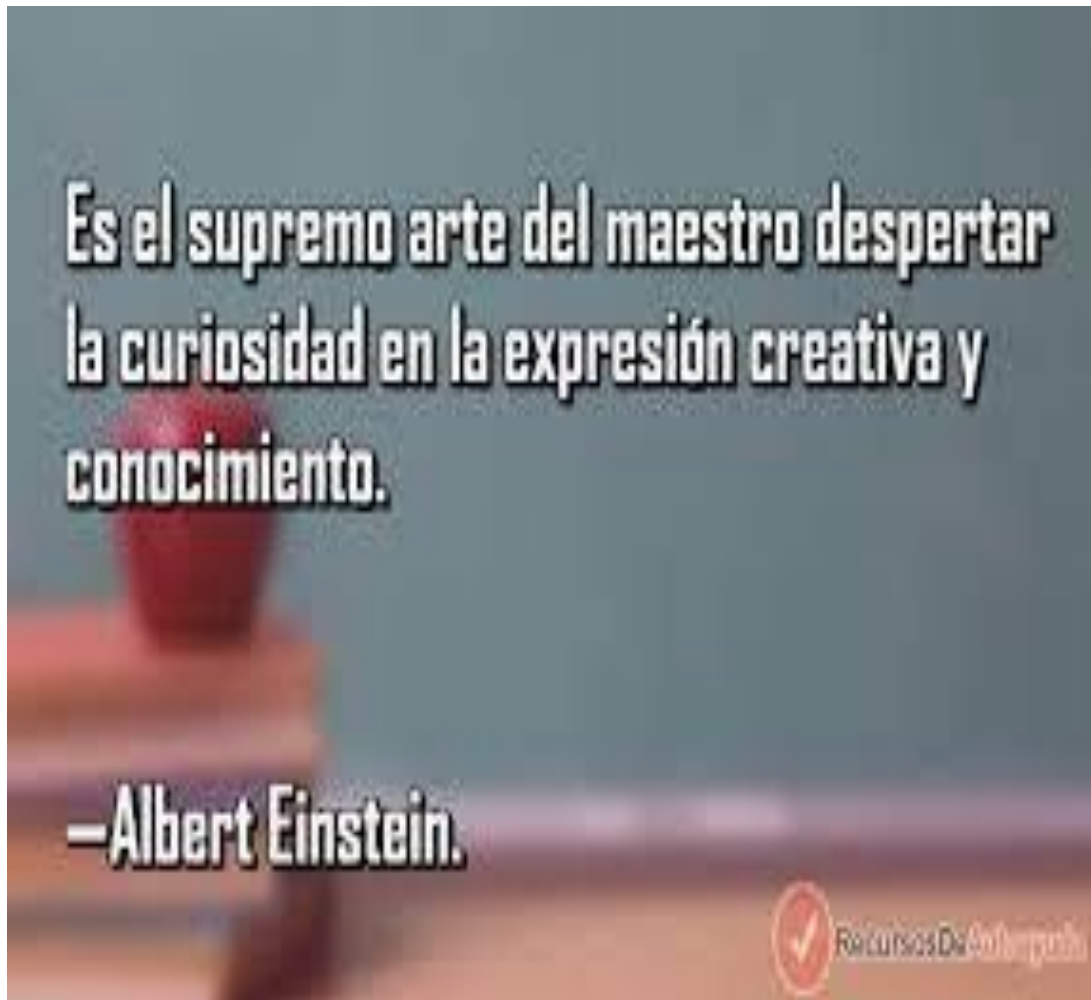 Es el supremo arte del maestro despertar
la curiosidad en la expresión creativa y
conocimiento.
—Albert Einstein.
RecursosDe